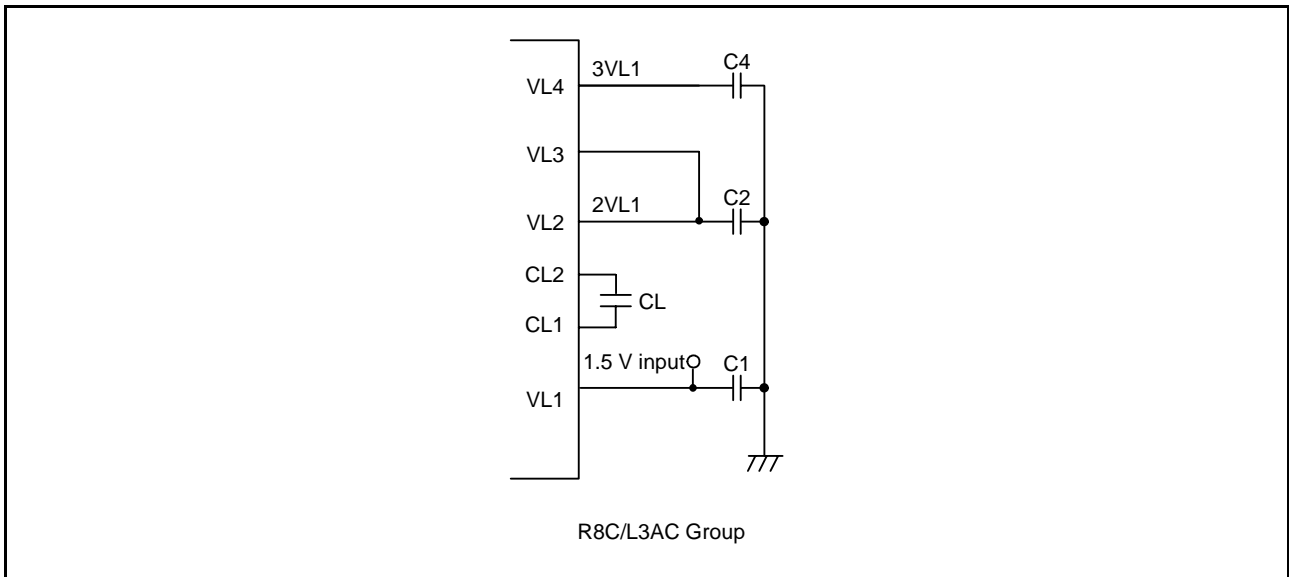 C4
3VL1
VL4
VL3
C2
2VL1
VL2
CL2
CL
CL1
1.5 V input
C1
VL1
R8C/L3AC Group